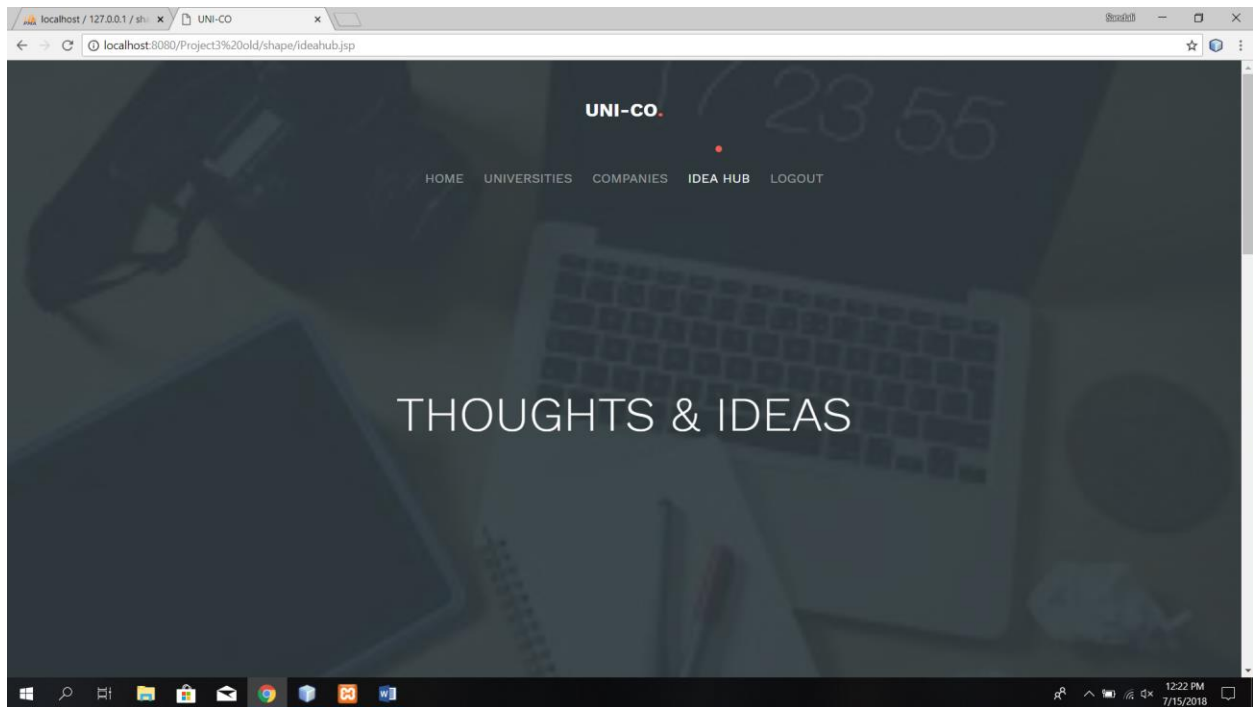 localhost / 127.0.0.1 / sh
UNI-CO
localhost:8080/Project3%20old/shape/ideahub.jsp
17 23 55
UNI-CO.
HOME UNIVERSITIES COMPANIES IDEA HUB LOGOUT
THOUGHTS & IDEAS
12:22 PM
7/15/2018